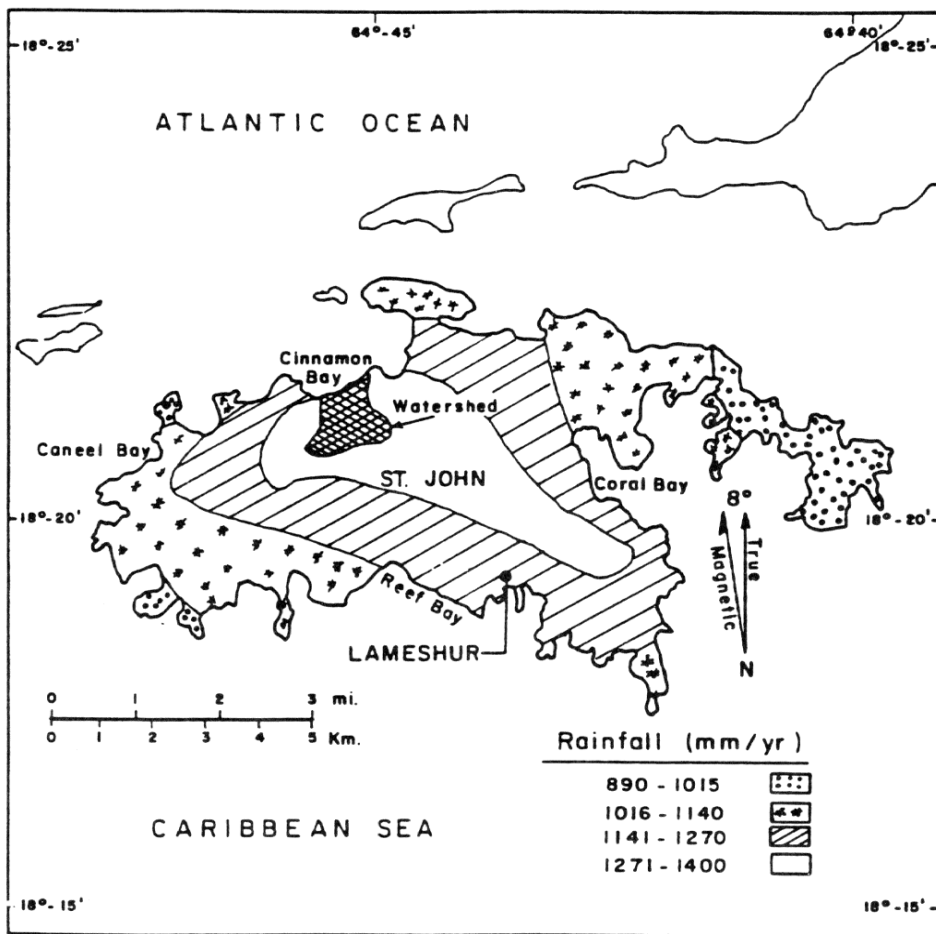 64°-45'
64°40'
18°-25'
18°-25'
ATLANTIC OCEAN
Cinnamon
Bay
Watershed
Caneel Bay
ST. JOHN
Coral Bay
8°
18°-20'
18°-20'
True
Magnetic
Reef Bay
LAMESHUR
N
0 1 2 3 mi.
0 1 2 3 4 5 Km.
Rainfall (mm/yr)
890 - 1015
1016 - 1140
1141 - 1270
1271 - 1400
CARIBBEAN SEA
18°-15'
18°-15'